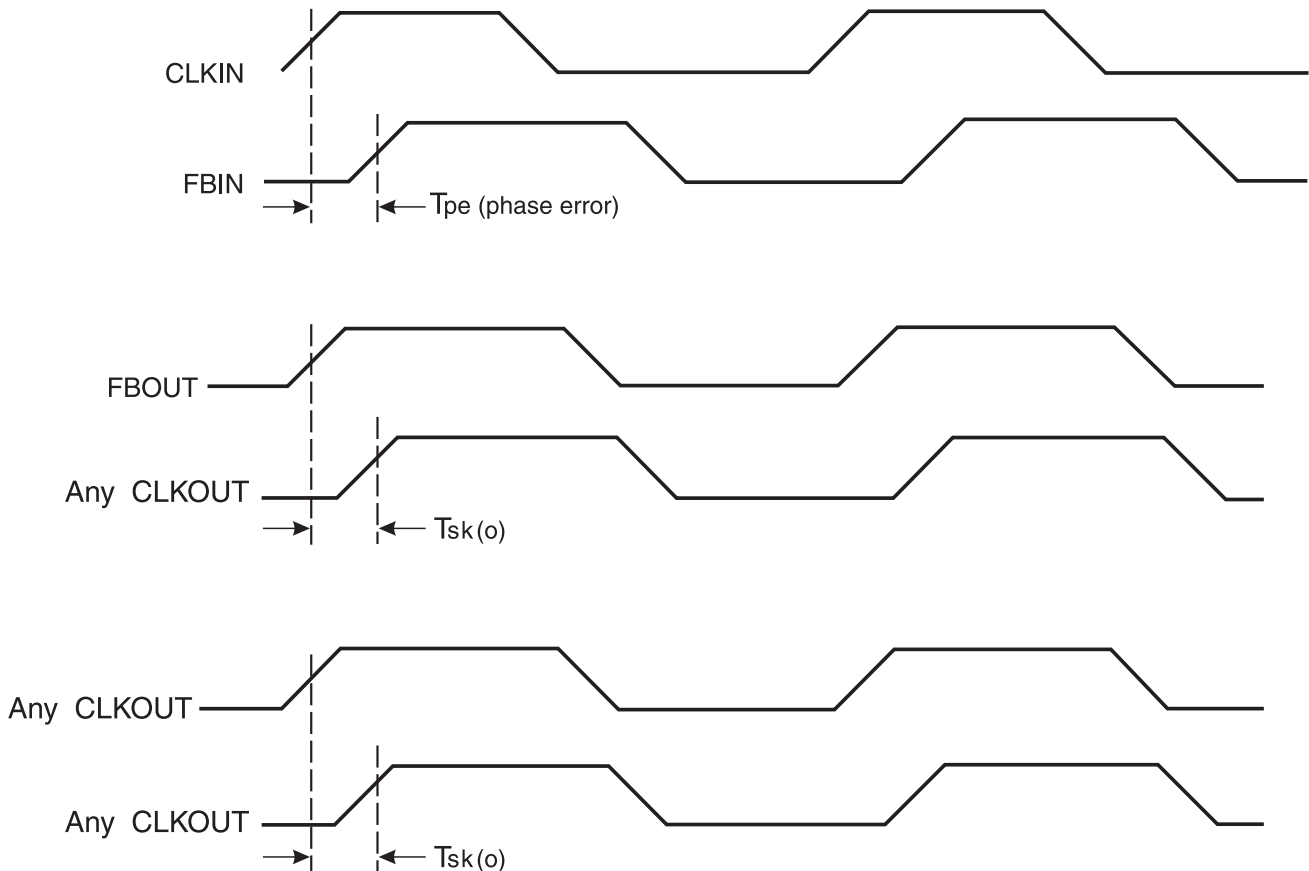 CLKIN
FBIN
Tpe (phase error)
FBOUT
Any CLKOUT
Tsk (o)
Any CLKOUT
Any CLKOUT
Tsk (o)